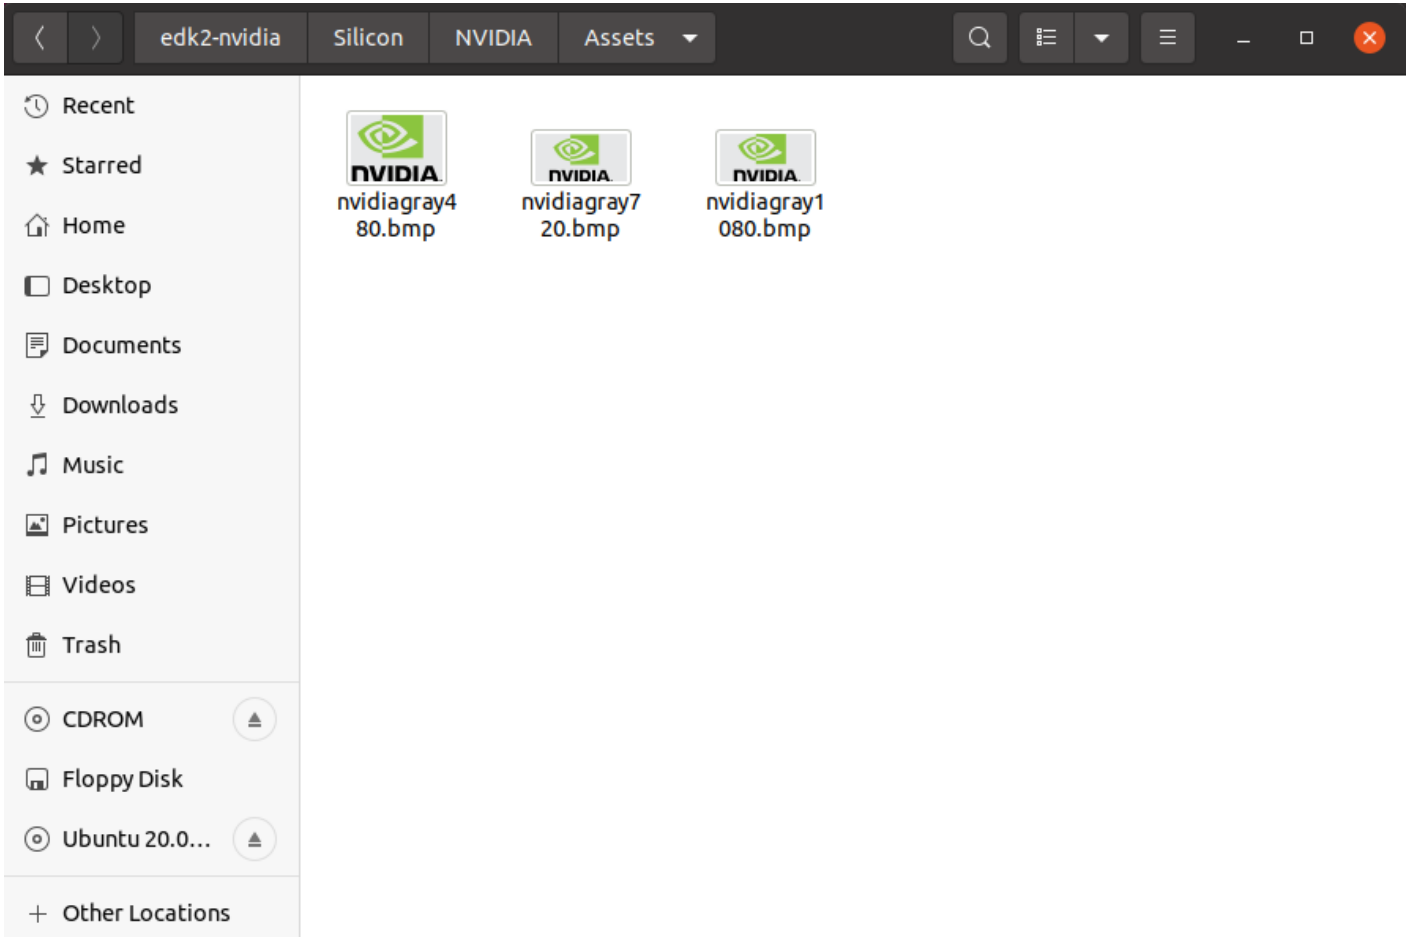 edk2-nvidia Silicon NVIDIA Assets
Recent
Starred
Home
Desktop
Documents
Downloads
Music
Pictures
Videos
Trash
CDROM
Floppy Disk
Ubuntu 20.0...
Other Locations
NVIDIA.
nvidiagray4
80.bmp
NVIDIA.
nvidiagray7
20.bmp
NVIDIA.
nvidiagray1
080.bmp